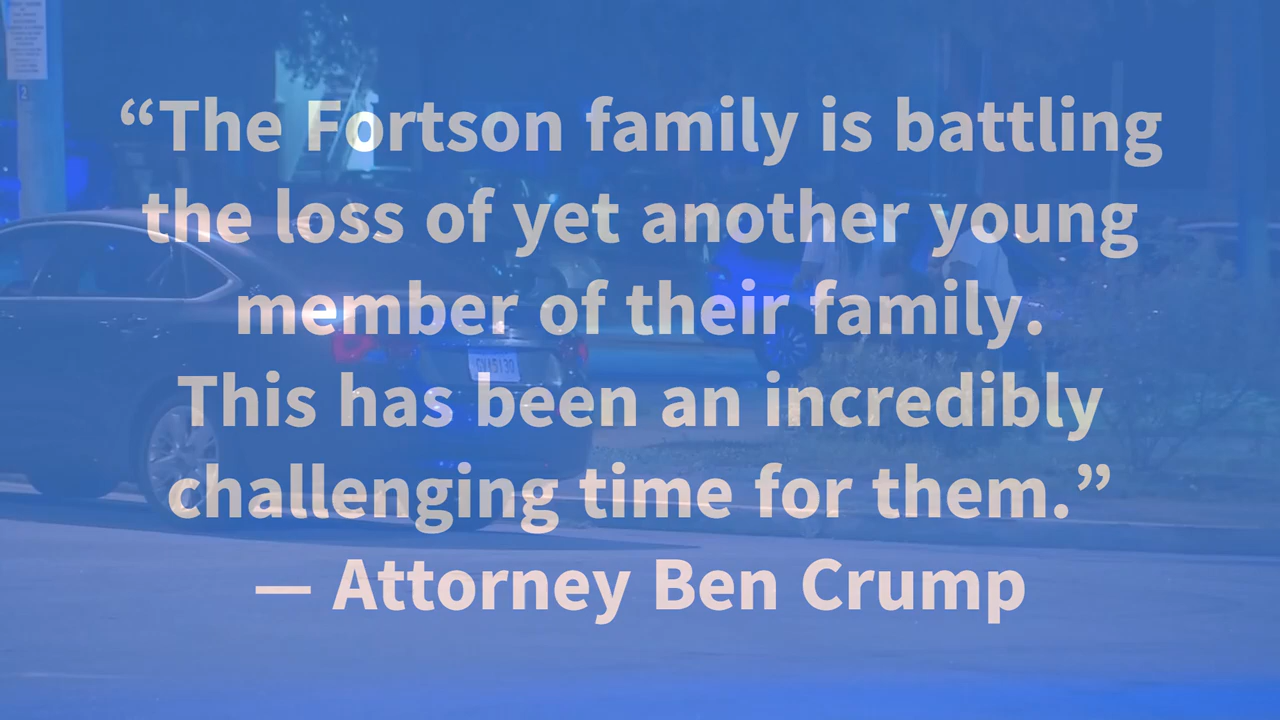 “The Fortson family is battling
the loss of yet another young
member of their family.
This has been an incredibly
challenging time for them.”
— Attorney Ben Crump
2